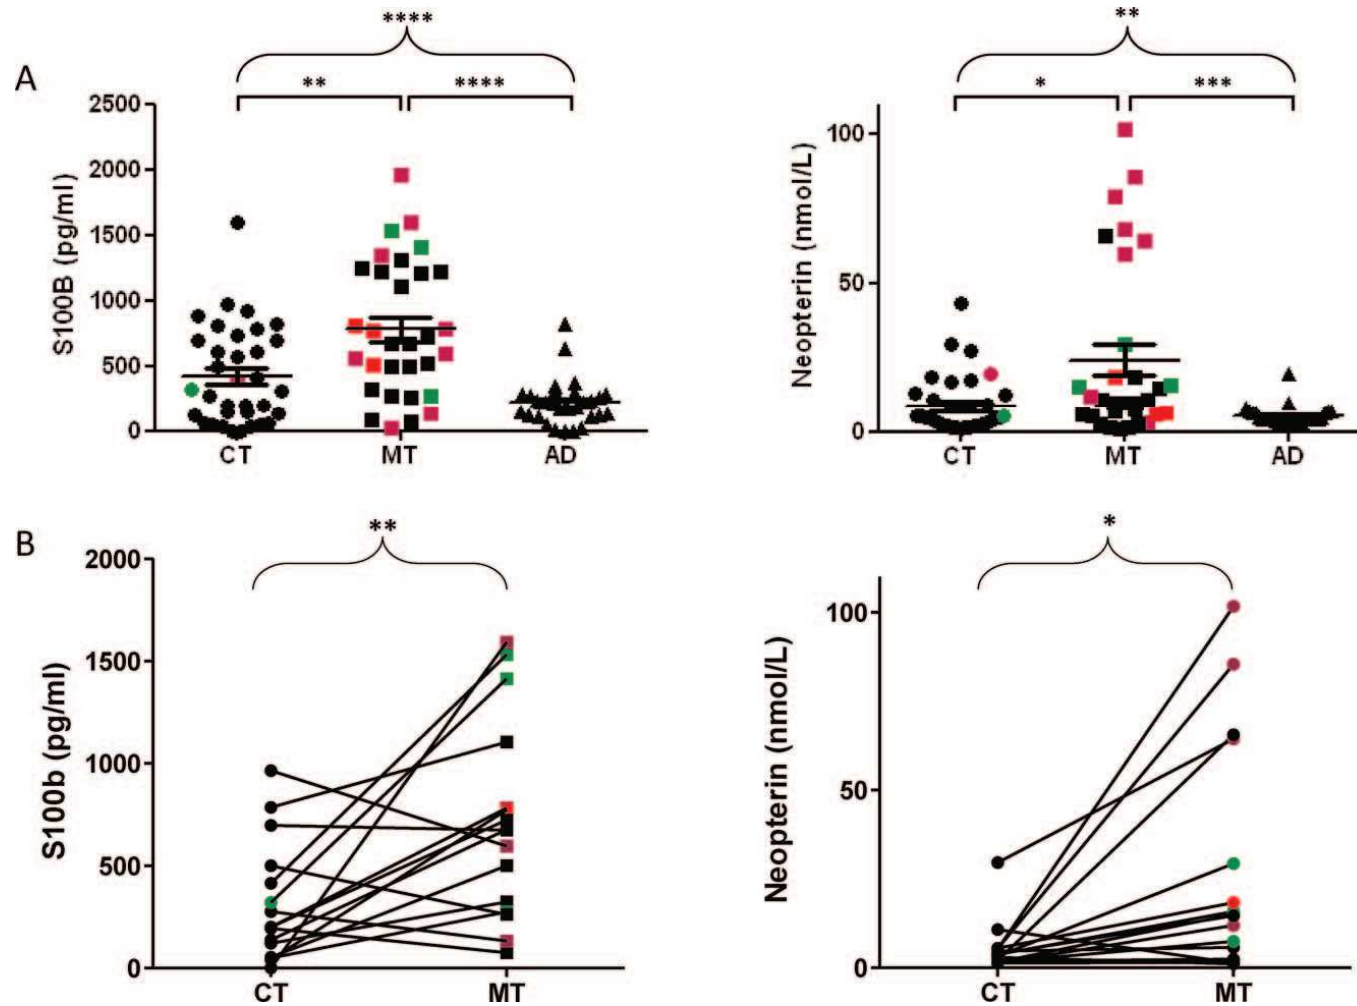 A
****
** ****
S100B (pg/ml)
2500
2000
1500
1000
500
0
CT MT AD
**
* ***
Neopterin (nmol/L)
100
50
0
CT MT AD
B
**
S100b (pg/ml)
2000
1500
1000
500
0
CT MT
*
Neopterin (nmol/L)
100
50
0
CT MT